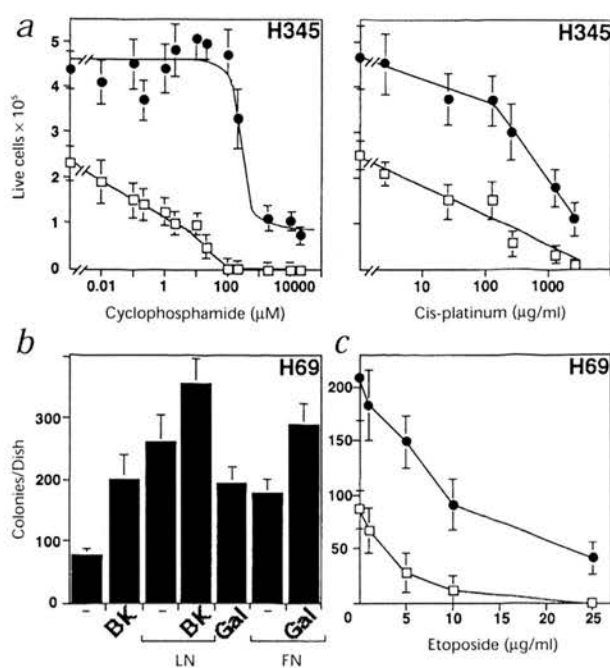 a
H345
Live cells × 10⁵
5
4
3
2
1
0
0.01 0.1 1 10 100 10000
Cyclophosphamide (µM)
H345
10 100 1000
Cis-platinum (µg/ml)
b
H69
Colonies/Dish
300
200
100
0
- Bk - Bk Gal - Gal
LN FN
c
H69
200
150
100
50
0 5 10 15 20 25
Etoposide (µg/ml)